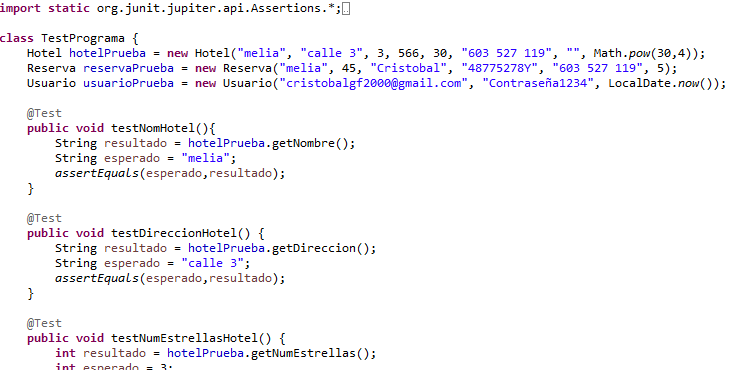 import static org.junit.jupiter.api.Assertions.*;
class TestPrograma {
Hotel hotelPrueba = new Hotel("melia", "calle 3", 3, 566, 30, "603 527 119", "", Math.pow(30,4));
Reserva reservaPrueba = new Reserva("melia", 45, "Cristobal", "48775278Y", "603 527 119", 5);
Usuario usuarioPrueba = new Usuario("cristobalgf2000@gmail.com", "Contraseña1234", LocalDate.now());
@Test
public void testNomHotel(){
String resultado = hotelPrueba.getNombre();
String esperado = "melia";
assertEquals(esperado,resultado);
}
@Test
public void testDireccionHotel() {
String resultado = hotelPrueba.getDireccion();
String esperado = "calle 3";
assertEquals(esperado,resultado);
}
@Test
public void testNumEstrellasHotel() {
int resultado = hotelPrueba.getNumEstrellas();
int esperado = 3;